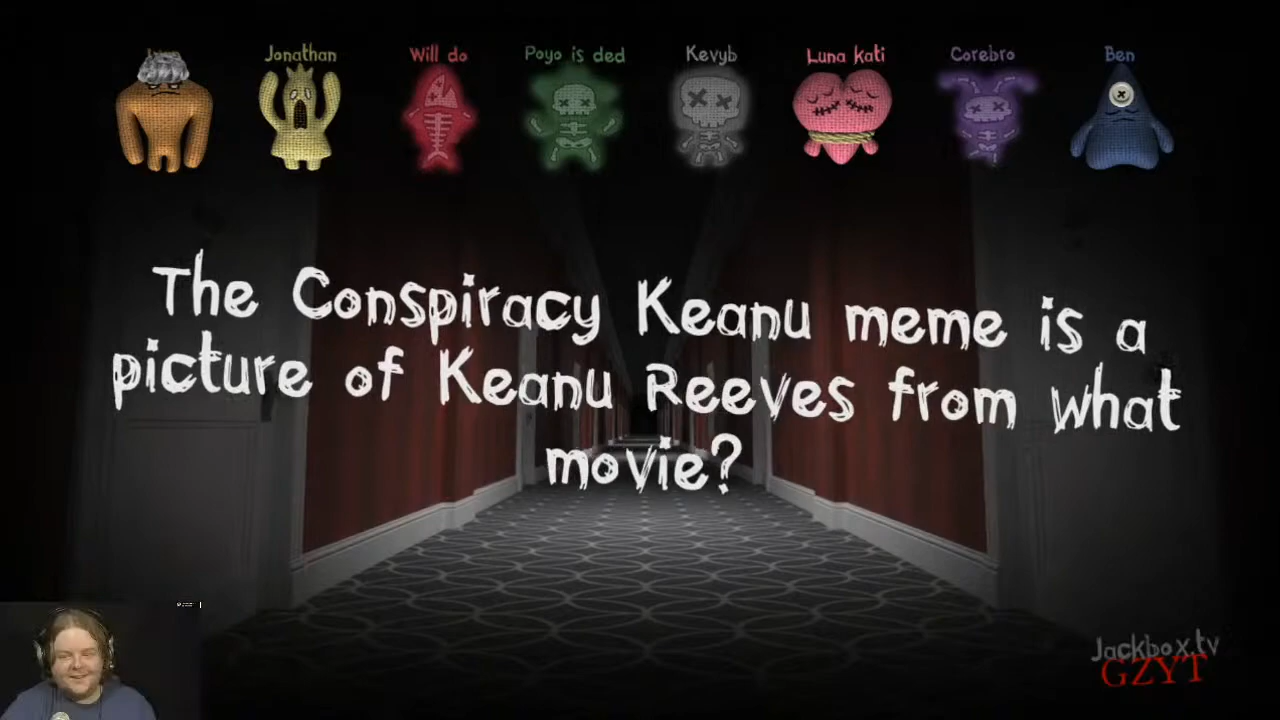 Jonathan
Will do
Poyo is ded
Kevyb
Luna kati
Corebro
Ben
The Conspiracy Keanu meme is a
picture of Keanu Reeves from what
movie?
Jackbox.tv
GZYT